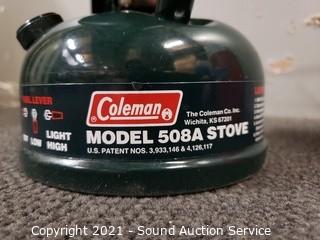 LEVER
OFF LOW
LIGHT
HIGH
Coleman
The Coleman Co. Inc.
Wichita, KS 67201
MODEL 508A STOVE
U.S. PATENT NOS. 3,933,146 & 4,126,117
Copyright 2021 - Sound Auction Service